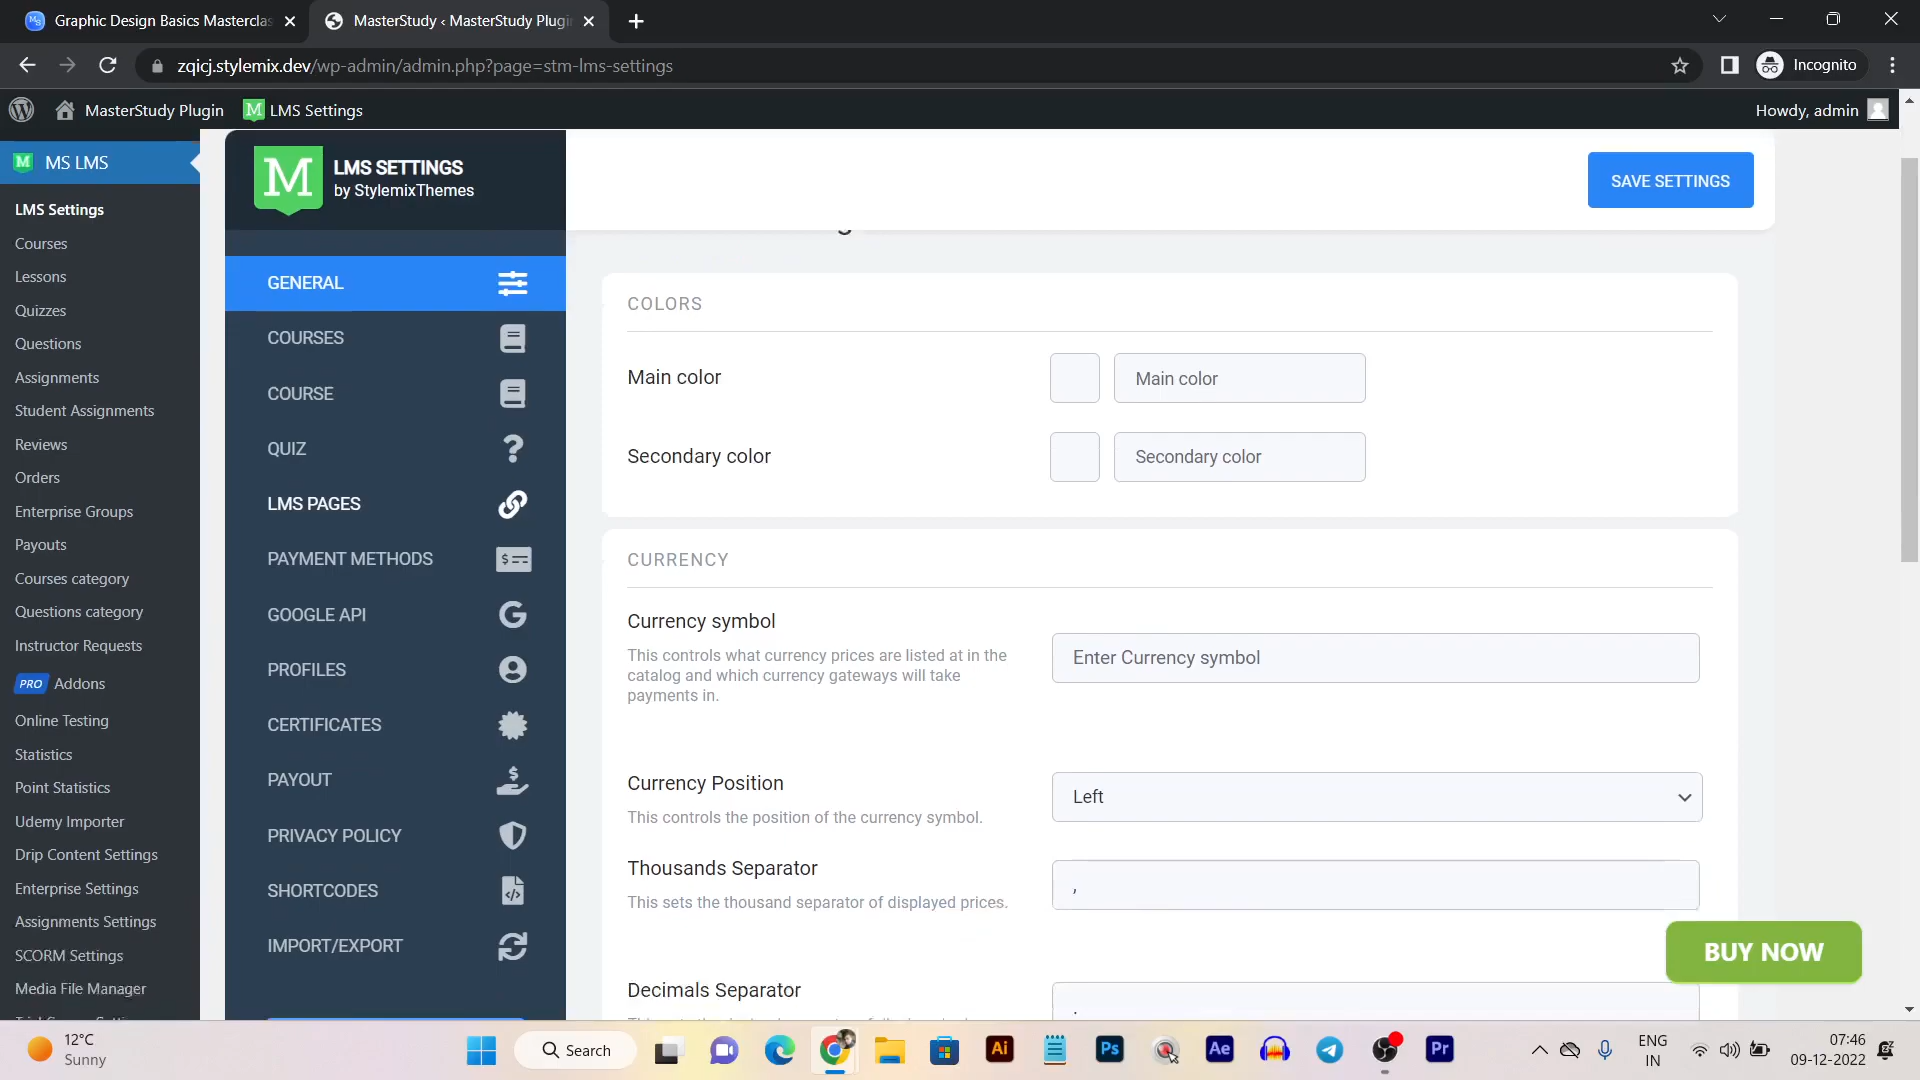 Graphic Design Basics Masterclas
MasterStudy ‹ MasterStudy Plugi
zqicj.stylemix.dev/wp-admin/admin.php?page=stm-lms-settings
Incognito
MasterStudy Plugin
M LMS Settings
Howdy, admin
M MS LMS
LMS Settings
Courses
Lessons
Quizzes
Questions
Assignments
Student Assignments
Reviews
Orders
Enterprise Groups
Payouts
Courses category
Questions category
Instructor Requests
PRO Addons
Online Testing
Statistics
Point Statistics
Udemy Importer
Drip Content Settings
Enterprise Settings
Assignments Settings
SCORM Settings
Media File Manager
M
LMS SETTINGS
by StylemixThemes
GENERAL
COURSES
COURSE
QUIZ
LMS PAGES
PAYMENT METHODS
GOOGLE API
PROFILES
CERTIFICATES
PAYOUT
PRIVACY POLICY
SHORTCODES
IMPORT/EXPORT
SAVE SETTINGS
COLORS
Main color
Main color
Secondary color
Secondary color
CURRENCY
Currency symbol
This controls what currency prices are listed at in the
catalog and which currency gateways will take
payments in.
Enter Currency symbol
Currency Position
This controls the position of the currency symbol.
Left
Thousands Separator
This sets the thousand separator of displayed prices.
,
Decimals Separator
.
BUY NOW
12°C
Sunny
Search
Ai
Ps
Ae
Pr
ENG
IN
07:46
09-12-2022